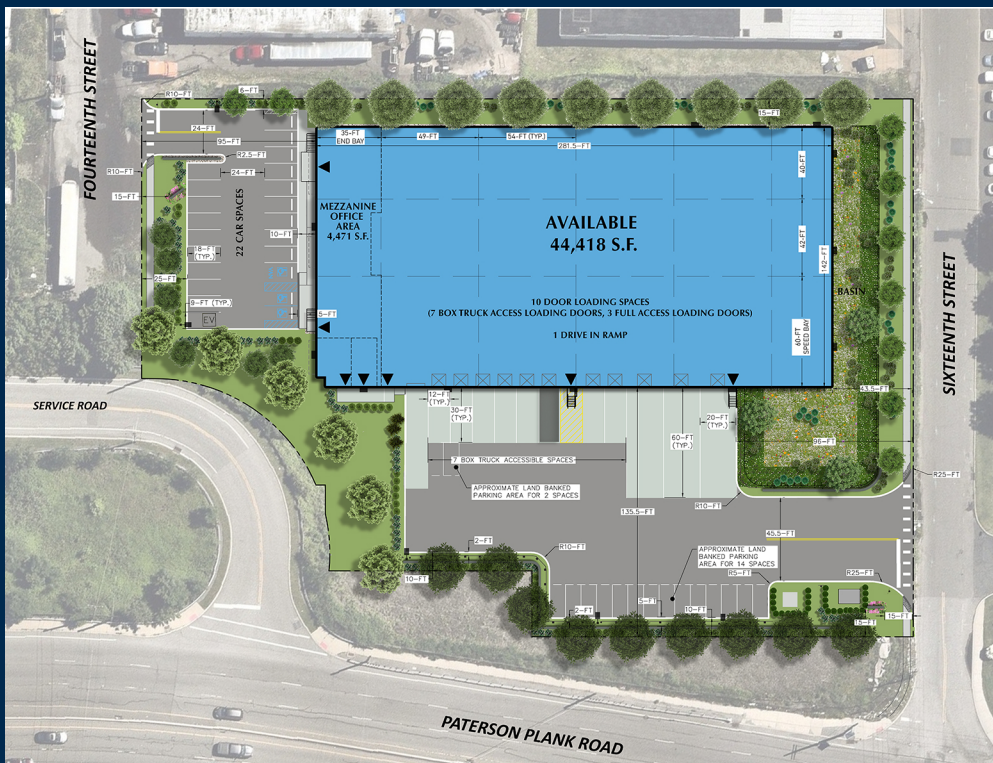 FOURTEENTH STREET
R10-FT
6-FT
24-FT
95-FT
R10-FT
R2.5-FT
24-FT
15-FT
22 CAR SPACES
10-FT
18-FT
(TYP.)
25-FT
9-FT (TYP.)
EV
5-FT
35-FT
END BAY
49-FT
54-FT (TYP.)
281.5-FT
15-FT
40-FT
42-FT
142-FT
60-FT
SPEED BAY
MEZZANINE
OFFICE
AREA
4,471 S.F.
AVAILABLE
44,418 S.F.
10 DOOR LOADING SPACES
(7 BOX TRUCK ACCESS LOADING DOORS, 3 FULL ACCESS LOADING DOORS)
1 DRIVE IN RAMP
BASIN
SIXTEENTH STREET
43.5-FT
SERVICE ROAD
12-FT
(TYP.)
30-FT
(TYP.)
20-FT
(TYP.)
60-FT
(TYP.)
96-FT
7 BOX TRUCK ACCESSIBLE SPACES
R25-FT
APPROXIMATE LAND BANKED
PARKING AREA FOR 2 SPACES
R10-FT
135.5-FT
45.5-FT
2-FT
R10-FT
APPROXIMATE LAND
BANKED PARKING
AREA FOR 14 SPACES
10-FT
R5-FT
R25-FT
2-FT
5-FT
10-FT
15-FT
15-FT
PATERSON PLANK ROAD